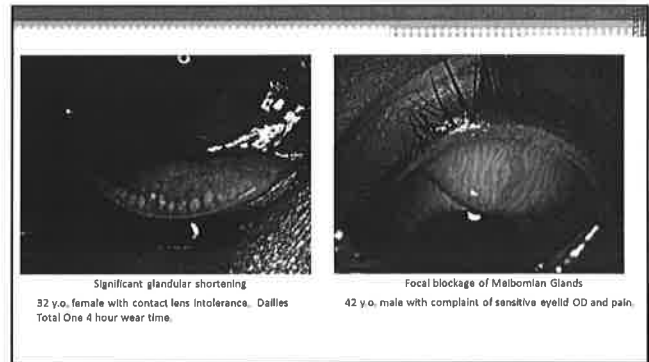 Significant glandular shortening
32 y.o. female with contact lens intolerance. Dailies
Total One 4 hour wear time.
Focal blockage of Meibomian Glands
42 y.o. male with complaint of sensitive eyelid OD and pain.